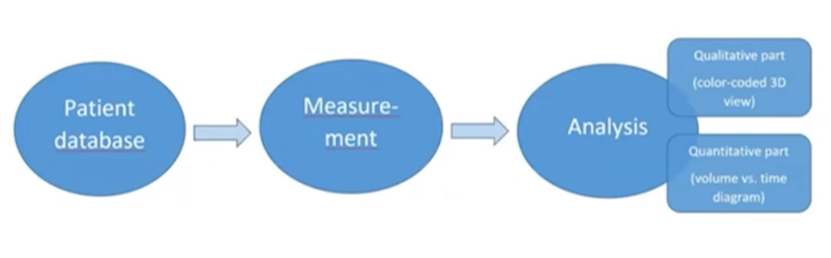 Patient
database
Measure-
ment
Analysis
Qualitative part
(color-coded 3D
view)
Quantitative part
(volume vs. time
diagram)